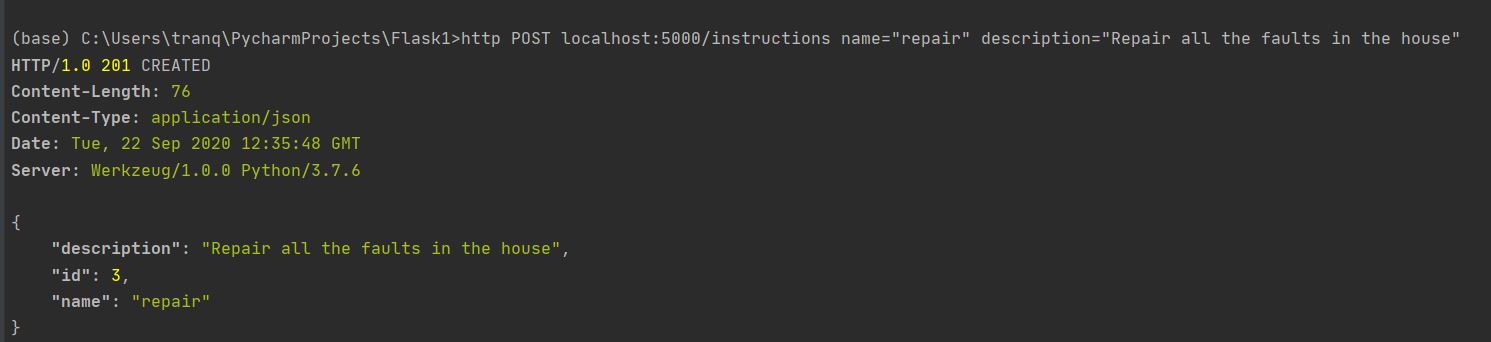 (base) C:\Users\tranq\PycharmProjects\Flask1>http POST localhost:5000/instructions name="repair" description="Repair all the faults in the house"
HTTP/1.0 201 CREATED
Content-Length: 76
Content-Type: application/json
Date: Tue, 22 Sep 2020 12:35:48 GMT
Server: Werkzeug/1.0.0 Python/3.7.6

{
    "description": "Repair all the faults in the house",
    "id": 3,
    "name": "repair"
}